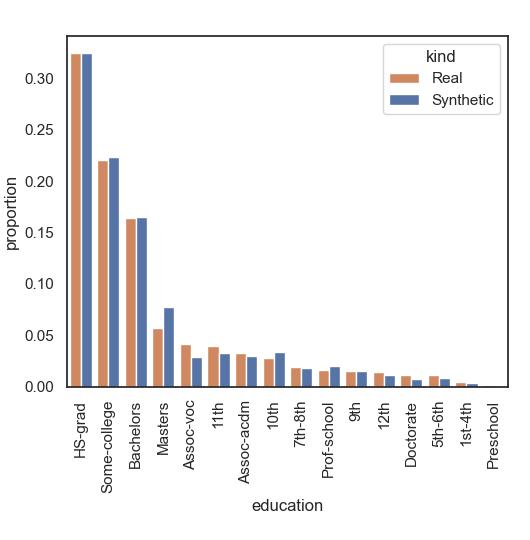 kind
Real
Synthetic
proportion
0.30
0.25
0.20
0.15
0.10
0.05
0.00
HS-grad
Some-college
Bachelors
Masters
Assoc-voc
11th
Assoc-acdm
10th
7th-8th
Prof-school
9th
12th
Doctorate
5th-6th
1st-4th
Preschool
education